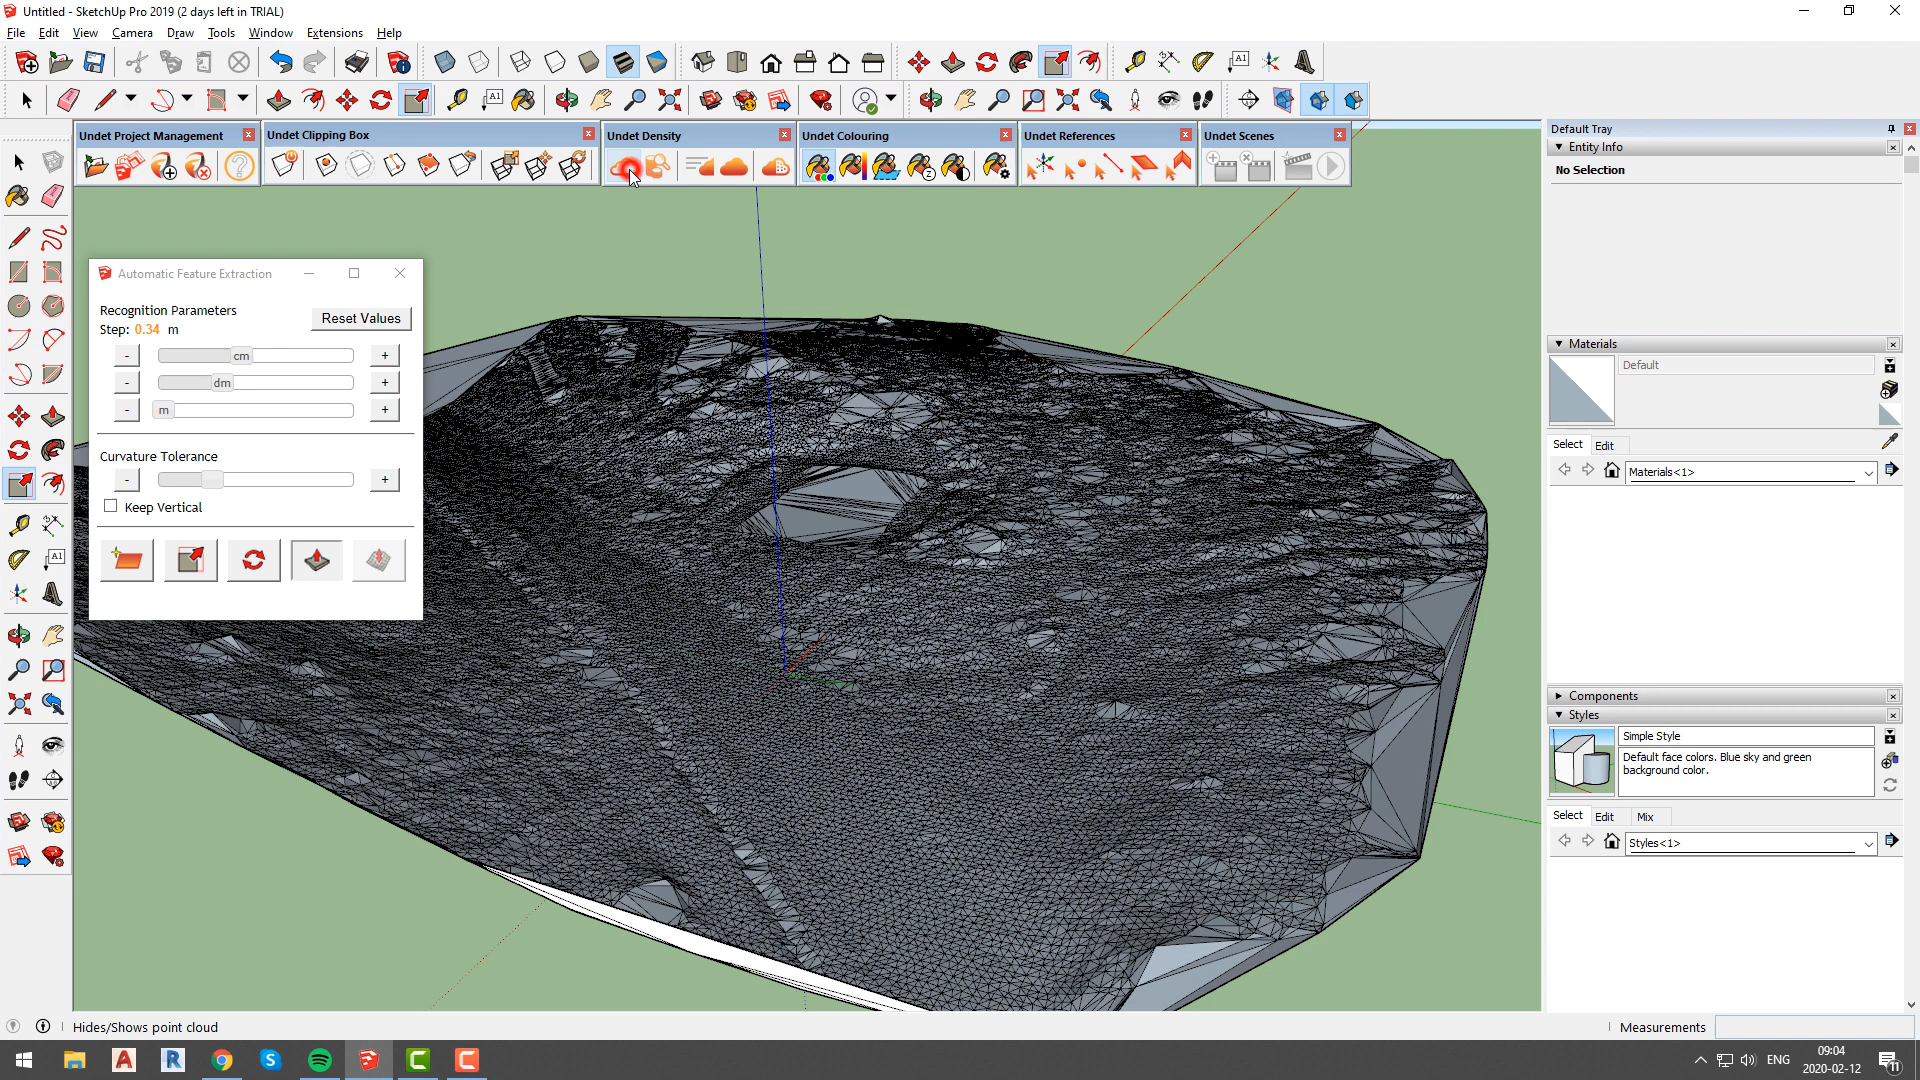 Untitled - SketchUp Pro 2019 (2 days left in TRIAL)
File Edit View Camera Draw Tools Window Extensions Help
A1
A1
Undet Project Management
Undet Clipping Box
Undet Density
Undet Colouring
Undet References
Undet Scenes
Automatic Feature Extraction
Recognition Parameters
Step: 0.34 m
Reset Values
- cm +
- dm +
- m +
Curvature Tolerance
- +
Keep Vertical
A1
Default Tray
Entity Info
No Selection
Materials
Default
Select Edit
Materials<1>
Components
Styles
Simple Style
Default face colors. Blue sky and green
background color.
Select Edit Mix
Styles<1>
Hides/Shows point cloud
Measurements
ENG
09:04
2020-02-12
11